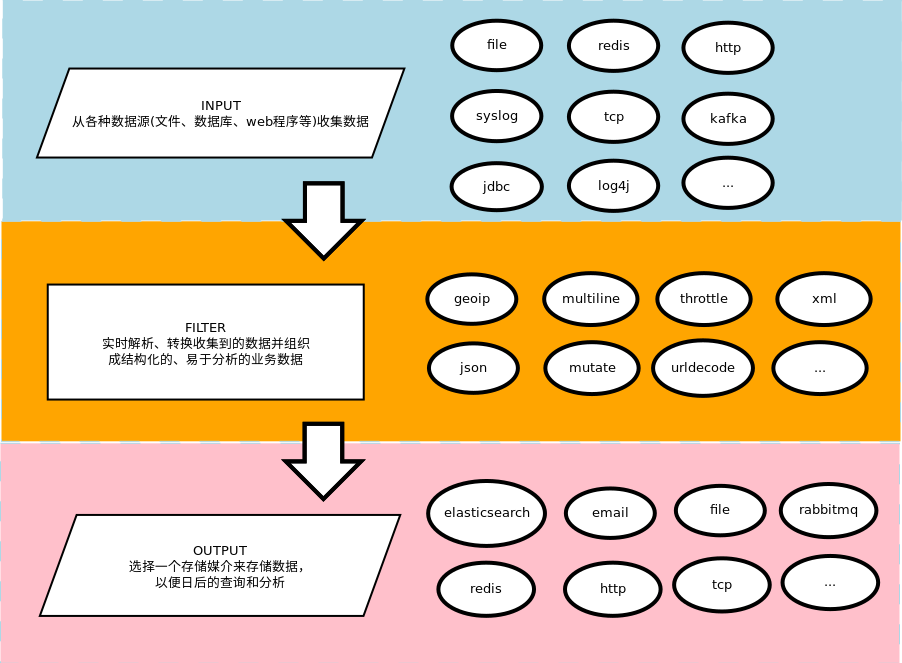 file
redis
http
INPUT
从各种数据源(文件、数据库、web程序等)收集数据
syslog
tcp
kafka
jdbc
log4j
...
geoip
multiline
throttle
xml
FILTER
实时解析、转换收集到的数据并组织
成结构化的、易于分析的业务数据
json
mutate
urldecode
...
elasticsearch
email
file
rabbitmq
OUTPUT
选择一个存储媒介来存储数据，
以便日后的查询和分析
redis
http
tcp
...